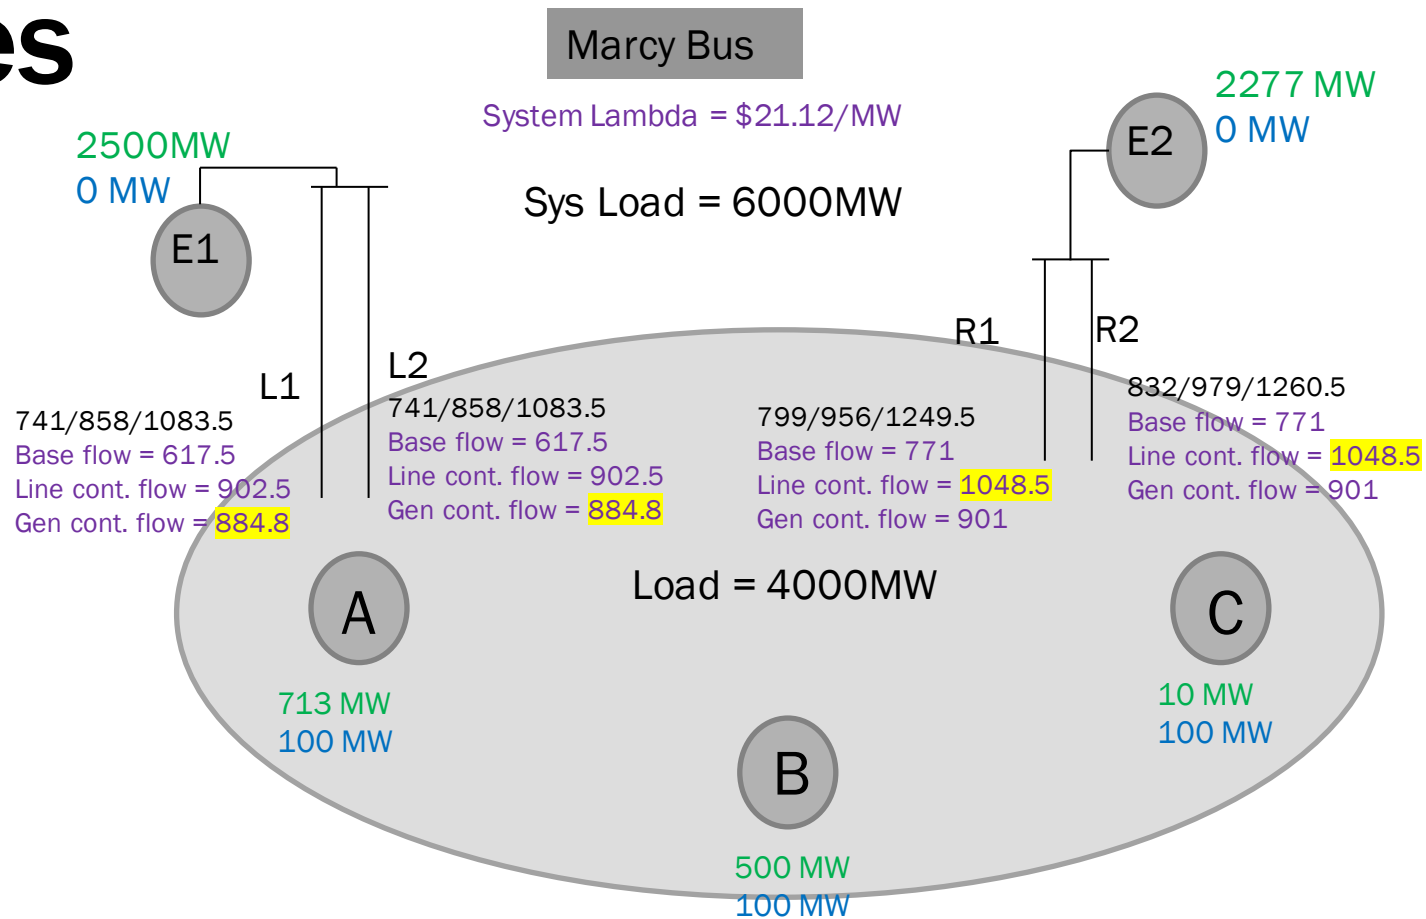 es
Marcy Bus
System Lambda = $21.12/MW
Sys Load = 6000MW
2500MW
0 MW
E1
2277 MW
0 MW
E2
L1
L2
R1
R2
741/858/1083.5
Base flow = 617.5
Line cont. flow = 902.5
Gen cont. flow = 884.8
741/858/1083.5
Base flow = 617.5
Line cont. flow = 902.5
Gen cont. flow = 884.8
799/956/1249.5
Base flow = 771
Line cont. flow = 1048.5
Gen cont. flow = 901
832/979/1260.5
Base flow = 771
Line cont. flow = 1048.5
Gen cont. flow = 901
Load = 4000MW
A
713 MW
100 MW
B
500 MW
100 MW
C
10 MW
100 MW